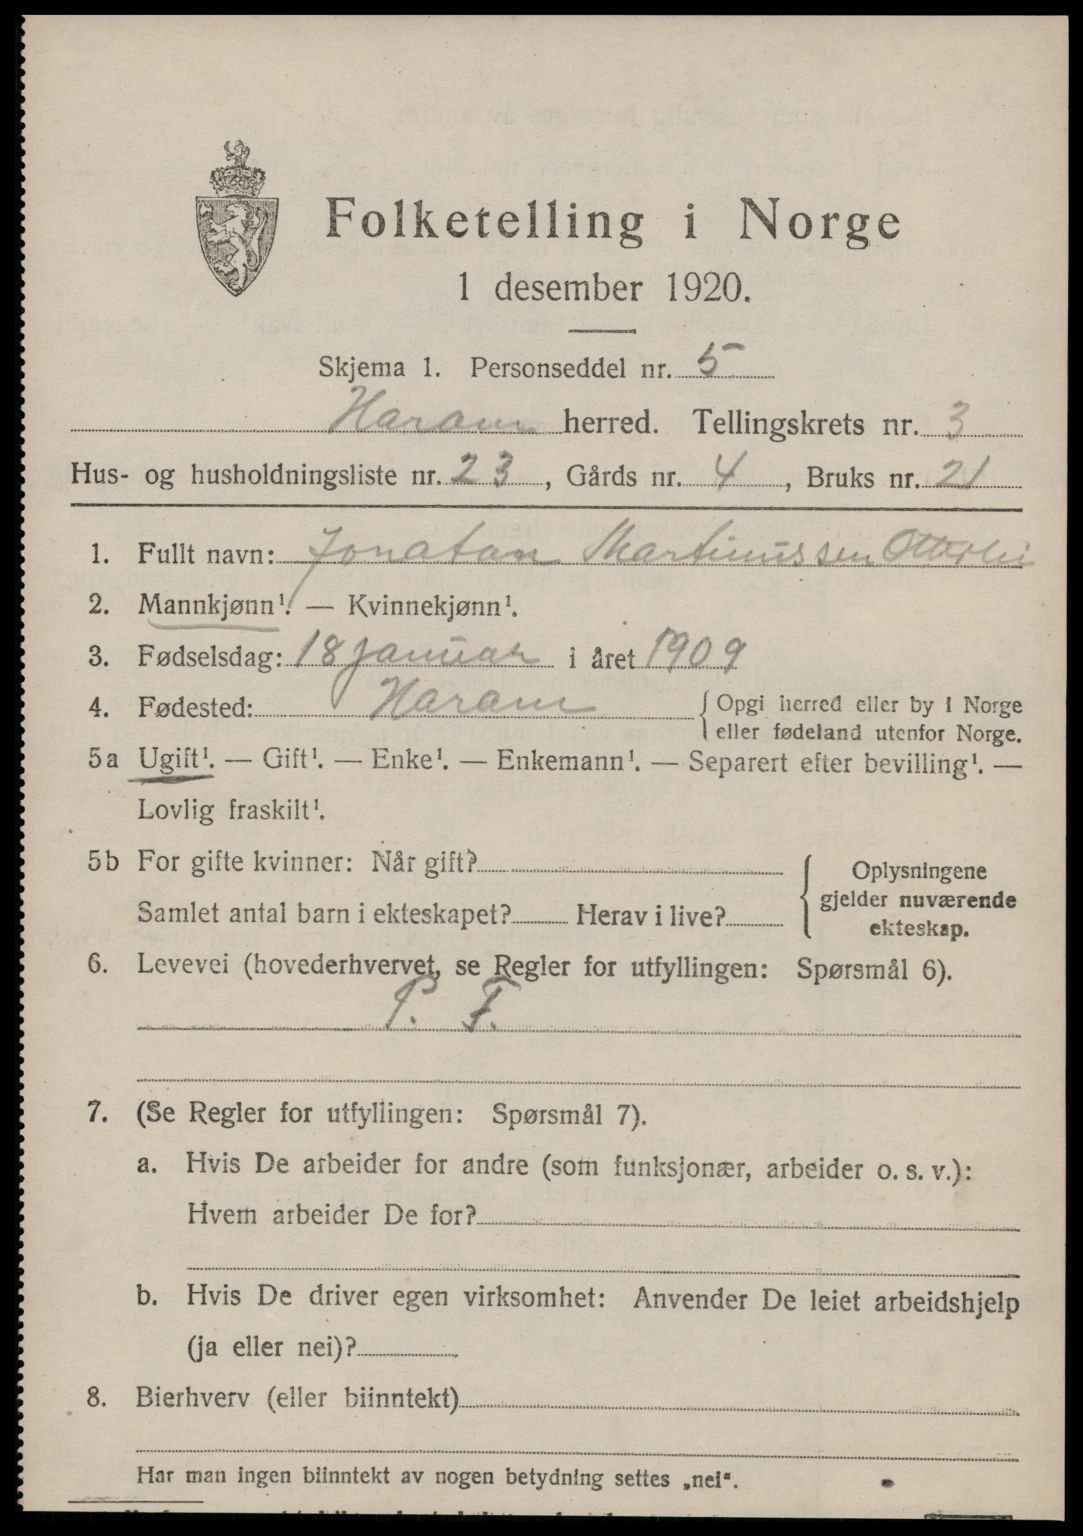 Folketelling i Norge
1 desember 1920.
Skjema 1. Personseddel nr. 5
Haram herred. Tellingskrets nr. 3
Hus- og husholdningsliste nr. 23, Gårds nr. 4, Bruks nr. 21
1. Fullt navn: Jonatan Martinussen
2. Mannkjønn¹. — Kvinnekjønn¹.
3. Fødselsdag: 18 januar i året 1909
4. Fødested: Haram { Opgi herred eller by i Norge
eller fødeland utenfor Norge.
5a Ugift¹. — Gift¹. — Enke¹. — Enkemann¹. — Separert efter bevilling¹. —
Lovlig fraskilt¹.
5b For gifte kvinner: Når gift?
Samlet antal barn i ekteskapet? Herav i live?
{ Oplysningene
gjelder nuværende
ekteskap.
6. Levevei (hovederhvervet, se Regler for utfyllingen: Spørsmål 6).
P. F.
7. (Se Regler for utfyllingen: Spørsmål 7).
a. Hvis De arbeider for andre (som funksjonær, arbeider o. s. v.):
Hvem arbeider De for?
b. Hvis De driver egen virksomhet: Anvender De leiet arbeidshjelp
(ja eller nei)?
8. Bierhverv (eller biinntekt)
Har man ingen biinntekt av nogen betydning settes „nei“.